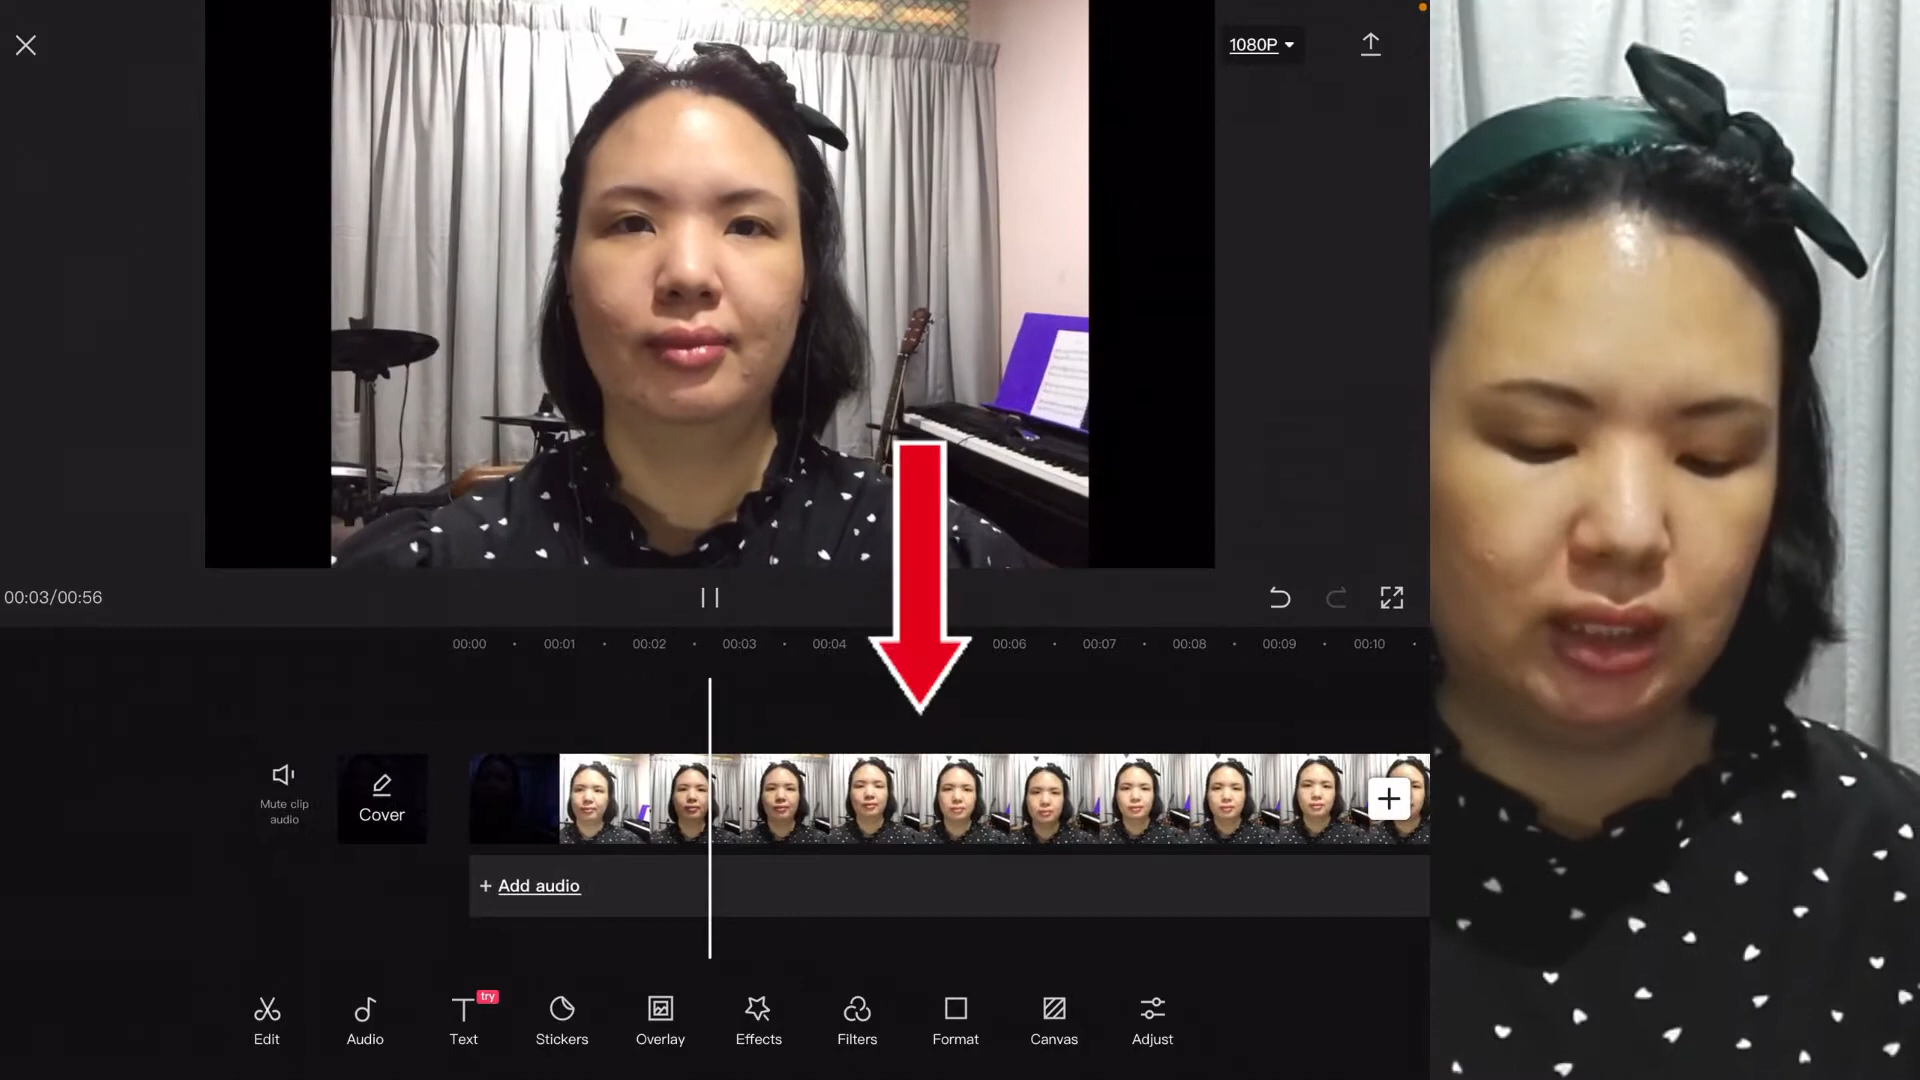 1080P
00:03/00:56
00:00
00:01
00:02
00:03
00:04
00:06
00:07
00:08
00:09
00:10
Mute clip
audio
Cover
+ Add audio
Edit
Audio
Text
try
Stickers
Overlay
Effects
Filters
Format
Canvas
Adjust